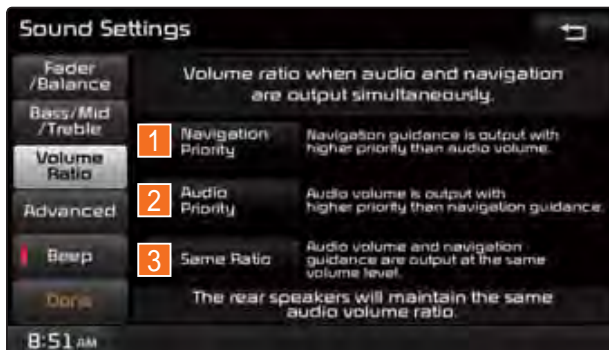 Sound Settings
Fader
/Balance
Bass/Mid
/Treble
Volume
Ratio
Advanced
Beep
Done
Volume ratio when audio and navigation
are output simultaneously.
1 Navigation
Priority
Navigation guidance is output with
higher priority than audio volume.
2 Audio
Priority
Audio volume is output with
higher priority than navigation guidance
3 Same Ratio
Audio volume and navigation
guidance are output at the same
volume level.
The rear speakers will maintain the same
audio volume ratio.
8:51 AM